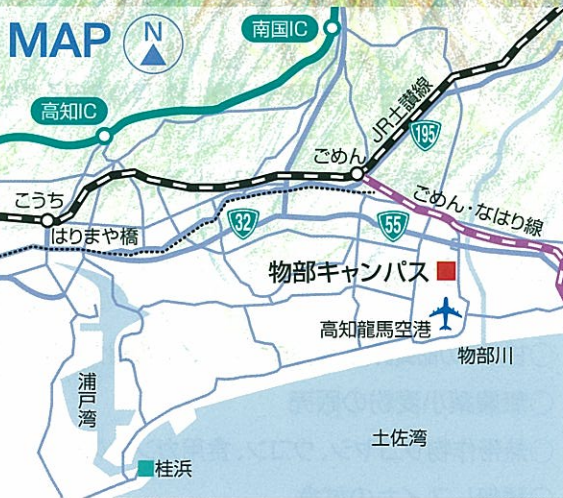 MAP
N
南国IC
高知IC
JR土讃線
195
ごめん
こうち
はりまや橋
ごめん・なはり線
32
55
物部キャンパス
高知龍馬空港
物部川
浦戸湾
土佐湾
桂浜